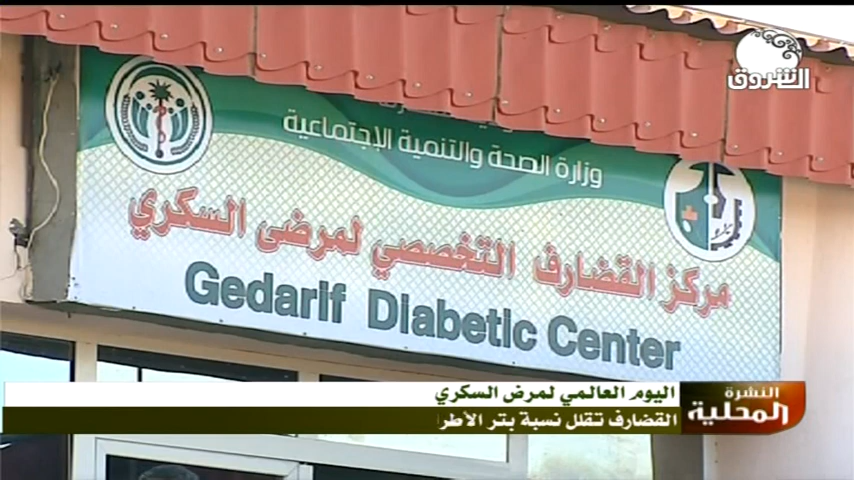 الشروق
وزارة الصحة والتنمية الإجتماعية
مركز القضارف التخصصي لمرضى السكري
Gedarif Diabetic Center
النشرة
المحلية
اليوم العالمي لمرض السكري
القضارف تقلل نسبة بتر الأطرا